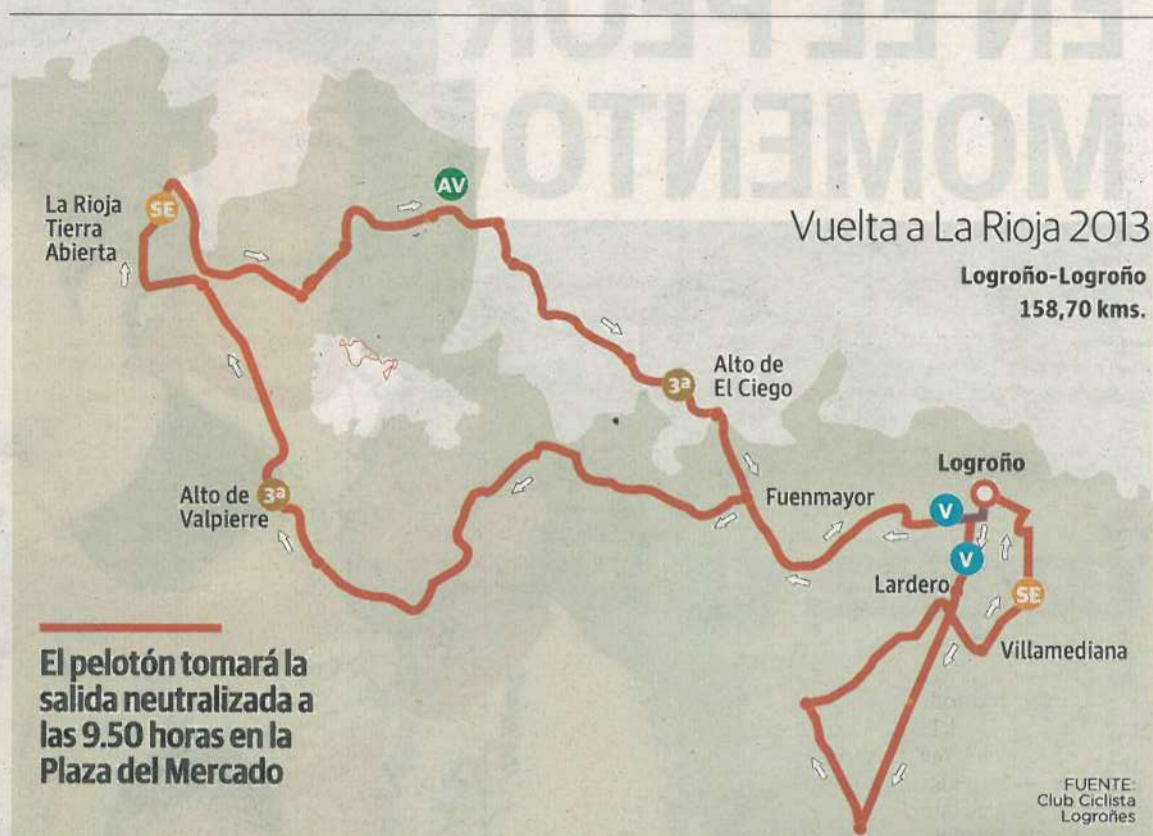 EN EL PEOR
MOMENTO
Vuelta a La Rioja 2013
Logroño-Logroño
158,70 kms.
La Rioja
Tierra
Abierta
SE
AV
Alto de
El Ciego
3ª
Alto de
Valpierre
3ª
Fuenmayor
Logroño
V
V
Lardero
SE
Villamediana
El pelotón tomará la
salida neutralizada a
las 9.50 horas en la
Plaza del Mercado
FUENTE:
Club Ciclista
Logroñes